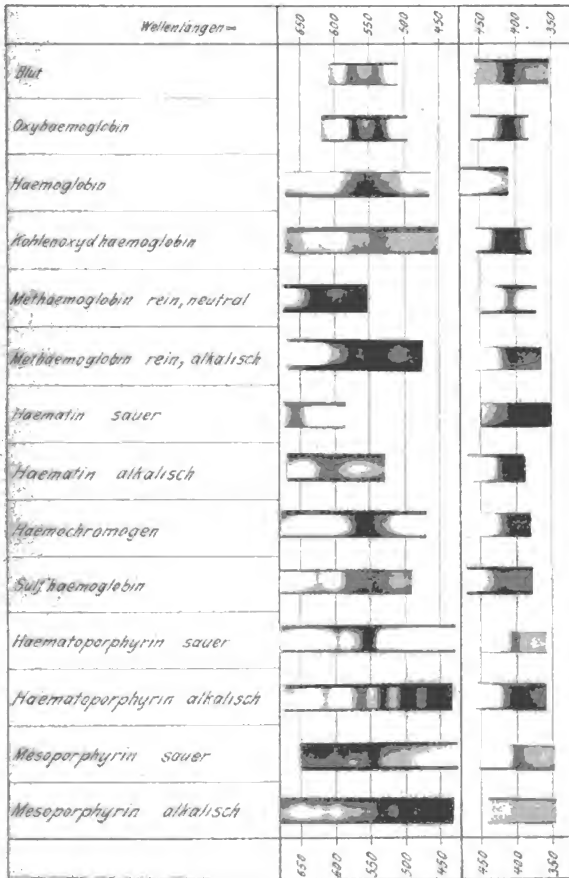 Wellenlängen=
650 600 550 500 450 450 400 350
Blut
Oxyhaemoglobin
Haemoglobin
Kohlenoxydhaemoglobin
Methaemoglobin rein, neutral
Methaemoglobin rein, alkalisch
Haematin sauer
Haematin alkalisch
Haemochromogen
Sulfhaemoglobin
Haematoporphyrin sauer
Haematoporphyrin alkalisch
Mesoporphyrin sauer
Mesoporphyrin alkalisch
650 600 550 500 450 450 400 350